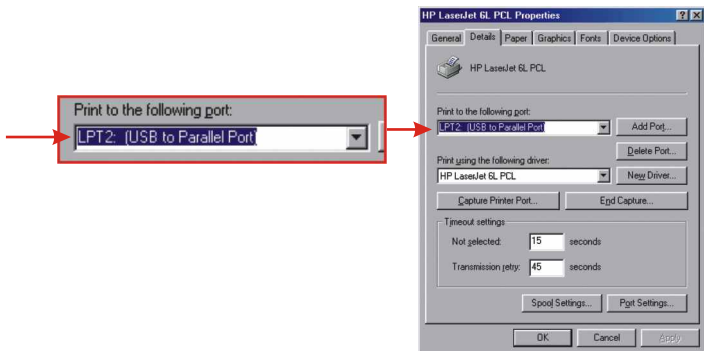 Print to the following port:
LPT2: (USB to Parallel Port)
HP LaserJet 6L PCL Properties
General Details Paper Graphics Fonts Device Options
HP LaserJet 6L PCL
Print to the following port:
LPT2: (USB to Parallel Port) Add Port...
Delete Port...
Print using the following driver:
HP LaserJet 6L PCL New Driver...
Capture Printer Port... End Capture...
Timeout settings
Not selected: 15 seconds
Transmission retry: 45 seconds
Spool Settings... Port Settings...
OK Cancel Apply